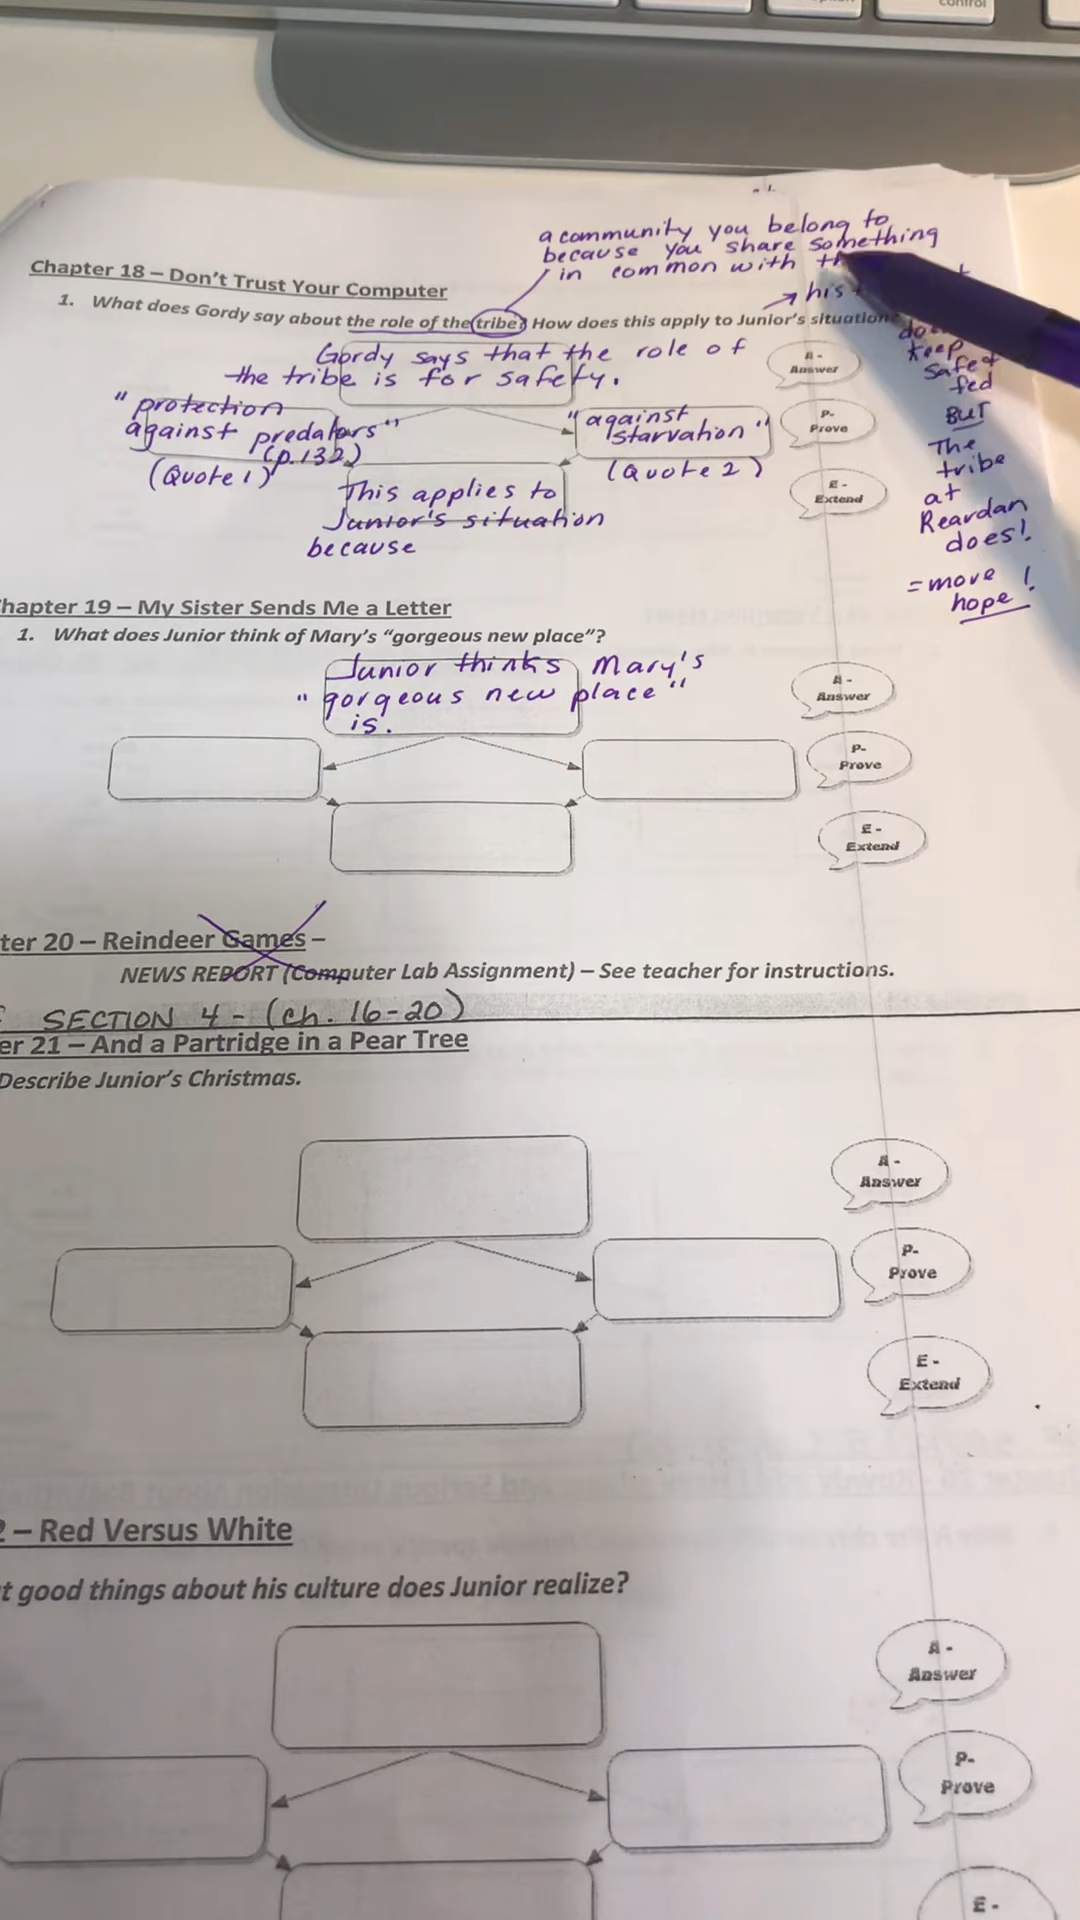 control
a community you belong to
because you share something
in common with
Chapter 18 – Don't Trust Your Computer
→ his
1. What does Gordy say about the role of the tribe? How does this apply to Junior's situation
Gordy says that the role of
the tribe is for safety.
A -
Answer
keep
safe &
fed
BUT
The
tribe
at
Reardan
does!
= move !
hope
"protection
against predators"
(p.132)
(Quote 1)
"against
starvation"
(Quote 2)
P-
Prove
This applies to
Junior's situation
because
E -
Extend
hapter 19 – My Sister Sends Me a Letter
1. What does Junior think of Mary's "gorgeous new place"?
Junior thinks Mary's
"gorgeous new place"
is.
A -
Answer
P-
Prove
E -
Extend
ter 20 – Reindeer Games –
NEWS REPORT (Computer Lab Assignment) – See teacher for instructions.
SECTION 4 - (ch. 16-20)
er 21 – And a Partridge in a Pear Tree
Describe Junior's Christmas.
A -
Answer
P-
Prove
E -
Extend
2 – Red Versus White
t good things about his culture does Junior realize?
A -
Answer
P-
Prove
E -